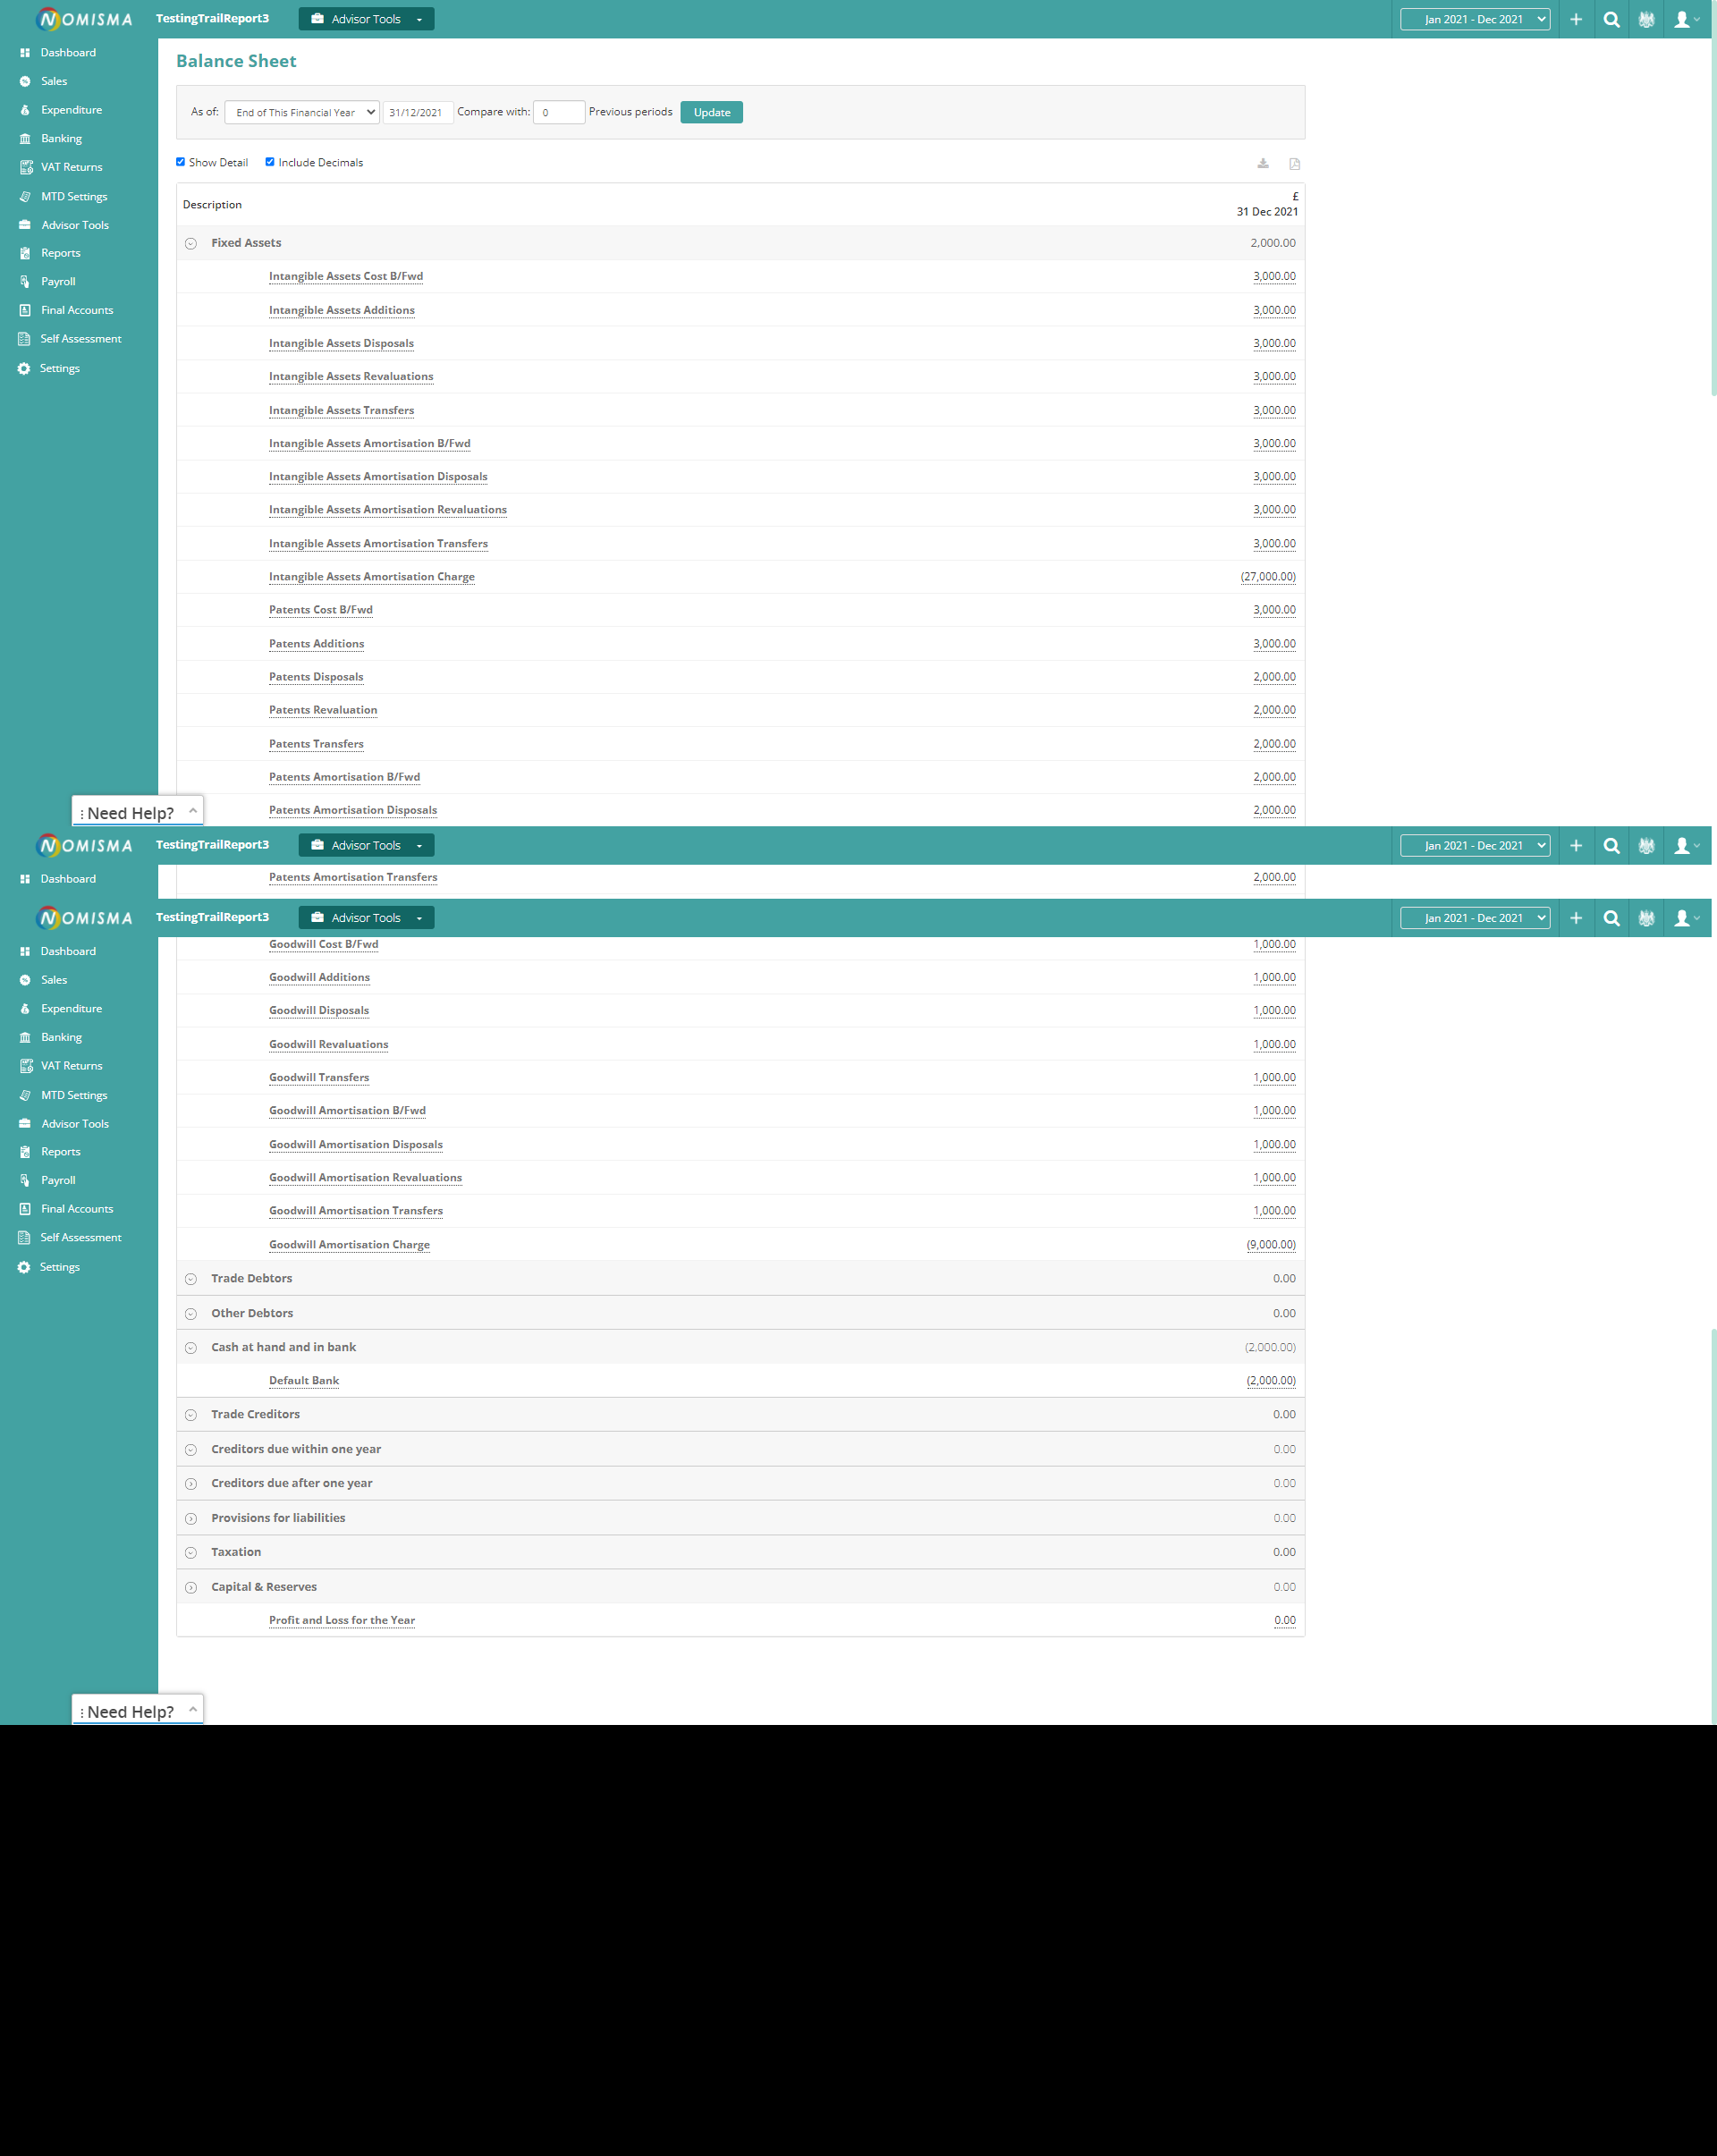 NOMISMA TestingTrailReport3 Advisor Tools Jan 2021 - Dec 2021
Dashboard
Sales
Expenditure
Banking
VAT Returns
MTD Settings
Advisor Tools
Reports
Payroll
Final Accounts
Self Assessment
Settings
Balance Sheet
As of: End of This Financial Year 31/12/2021 Compare with: 0 Previous periods Update
Show Detail Include Decimals
£
Description 31 Dec 2021
Fixed Assets 2,000.00
Intangible Assets Cost B/Fwd 3,000.00
Intangible Assets Additions 3,000.00
Intangible Assets Disposals 3,000.00
Intangible Assets Revaluations 3,000.00
Intangible Assets Transfers 3,000.00
Intangible Assets Amortisation B/Fwd 3,000.00
Intangible Assets Amortisation Disposals 3,000.00
Intangible Assets Amortisation Revaluations 3,000.00
Intangible Assets Amortisation Transfers 3,000.00
Intangible Assets Amortisation Charge (27,000.00)
Patents Cost B/Fwd 3,000.00
Patents Additions 3,000.00
Patents Disposals 2,000.00
Patents Revaluation 2,000.00
Patents Transfers 2,000.00
Patents Amortisation B/Fwd 2,000.00
Patents Amortisation Disposals 2,000.00
Need Help?
NOMISMA TestingTrailReport3 Advisor Tools Jan 2021 - Dec 2021
Dashboard
Patents Amortisation Transfers 2,000.00
NOMISMA TestingTrailReport3 Advisor Tools Jan 2021 - Dec 2021
Dashboard
Sales
Expenditure
Banking
VAT Returns
MTD Settings
Advisor Tools
Reports
Payroll
Final Accounts
Self Assessment
Settings
Goodwill Cost B/Fwd 1,000.00
Goodwill Additions 1,000.00
Goodwill Disposals 1,000.00
Goodwill Revaluations 1,000.00
Goodwill Transfers 1,000.00
Goodwill Amortisation B/Fwd 1,000.00
Goodwill Amortisation Disposals 1,000.00
Goodwill Amortisation Revaluations 1,000.00
Goodwill Amortisation Transfers 1,000.00
Goodwill Amortisation Charge (9,000.00)
Trade Debtors 0.00
Other Debtors 0.00
Cash at hand and in bank (2,000.00)
Default Bank (2,000.00)
Trade Creditors 0.00
Creditors due within one year 0.00
Creditors due after one year 0.00
Provisions for liabilities 0.00
Taxation 0.00
Capital & Reserves 0.00
Profit and Loss for the Year 0.00
Need Help?